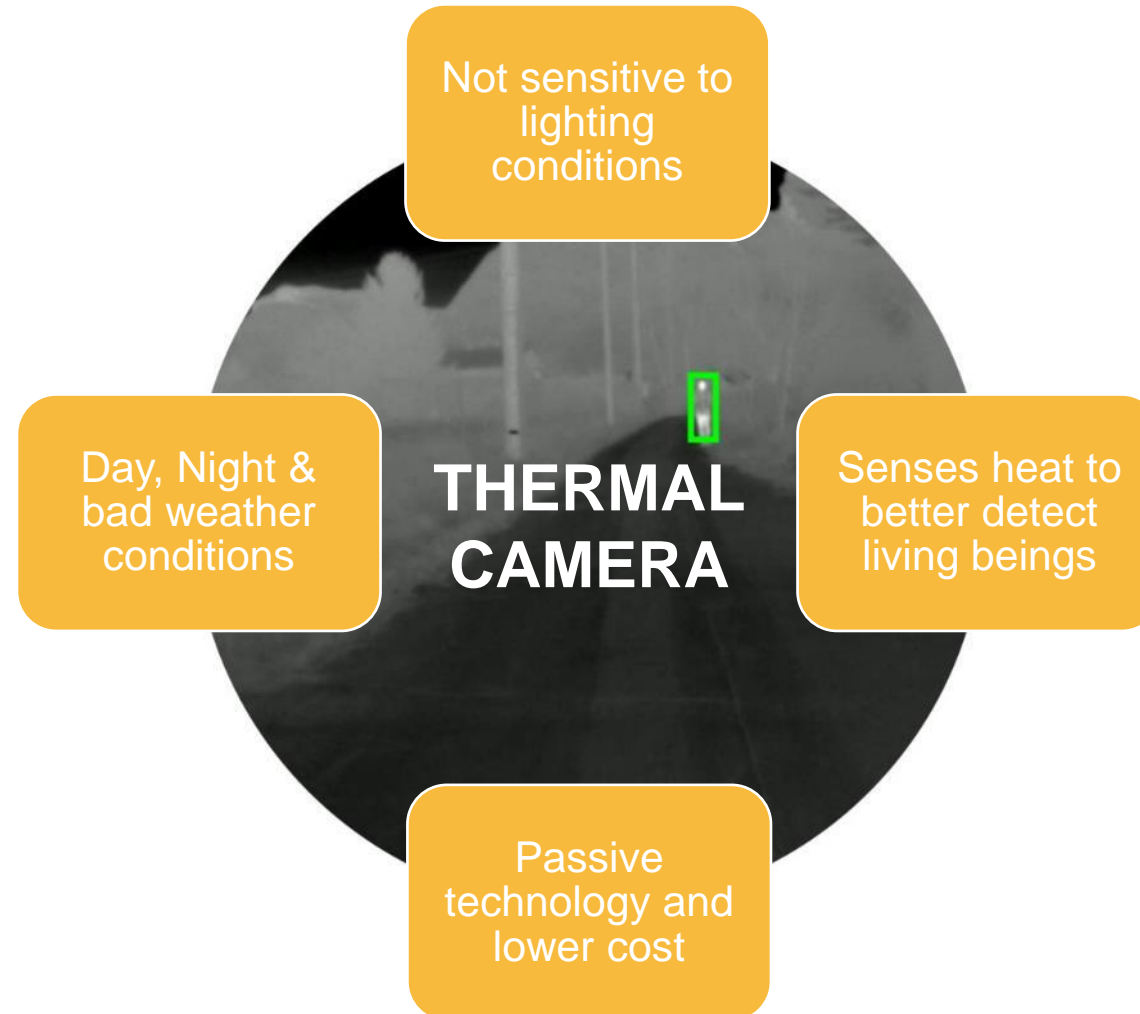 Not sensitive to
lighting
conditions
Day, Night &
bad weather
conditions
THERMAL
CAMERA
Senses heat to
better detect
living beings
Passive
technology and
lower cost